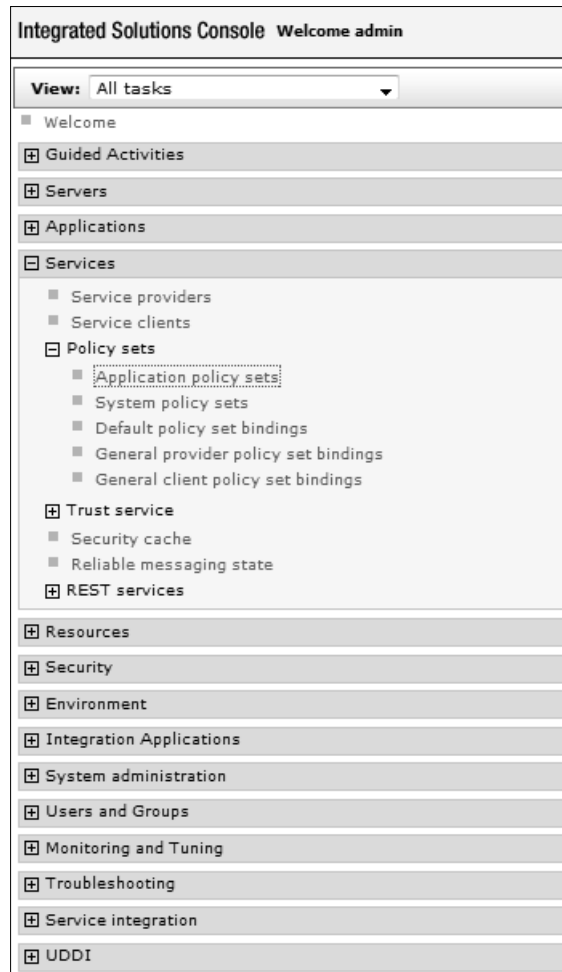 Integrated Solutions Console Welcome admin
View: All tasks
Welcome
Guided Activities
Servers
Applications
Services
Service providers
Service clients
Policy sets
Application policy sets
System policy sets
Default policy set bindings
General provider policy set bindings
General client policy set bindings
Trust service
Security cache
Reliable messaging state
REST services
Resources
Security
Environment
Integration Applications
System administration
Users and Groups
Monitoring and Tuning
Troubleshooting
Service integration
UDDI